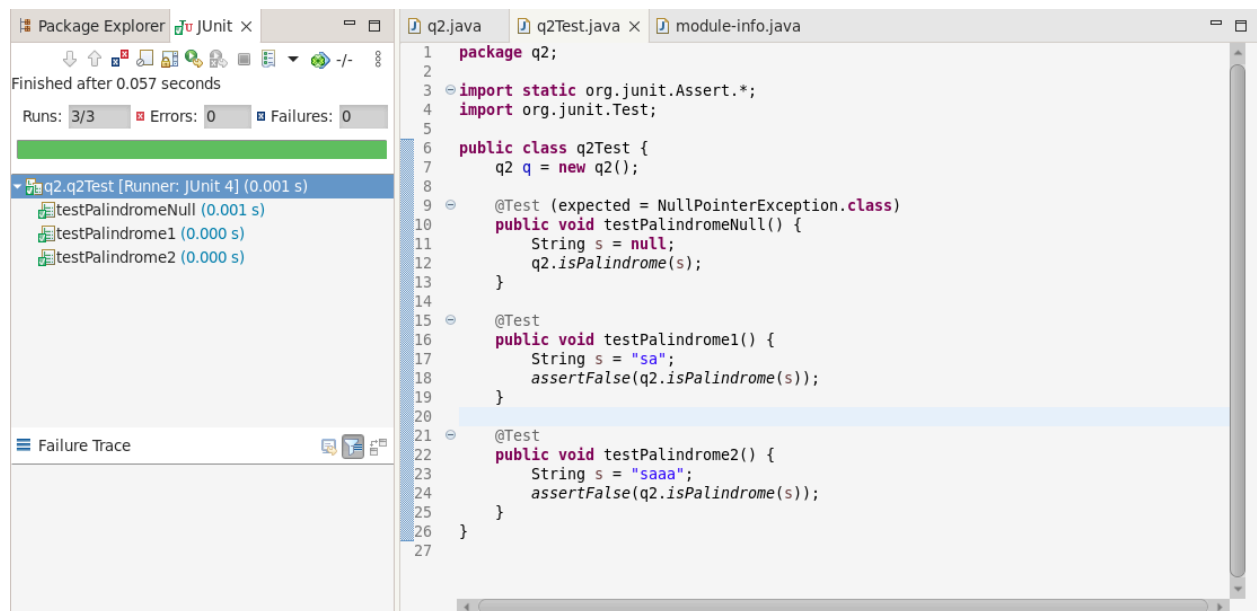 Package Explorer
JUnit
Finished after 0.057 seconds
Runs: 3/3 Errors: 0 Failures: 0
q2.q2Test [Runner: JUnit 4] (0.001 s)
testPalindromeNull (0.001 s)
testPalindrome1 (0.000 s)
testPalindrome2 (0.000 s)
Failure Trace
q2.java q2Test.java module-info.java
1 package q2;
2
3 import static org.junit.Assert.*;
4 import org.junit.Test;
5
6 public class q2Test {
7 q2 q = new q2();
8
9 @Test (expected = NullPointerException.class)
10 public void testPalindromeNull() {
11 String s = null;
12 q2.isPalindrome(s);
13 }
14
15 @Test
16 public void testPalindrome1() {
17 String s = "sa";
18 assertFalse(q2.isPalindrome(s));
19 }
20
21 @Test
22 public void testPalindrome2() {
23 String s = "saaa";
24 assertFalse(q2.isPalindrome(s));
25 }
26 }
27